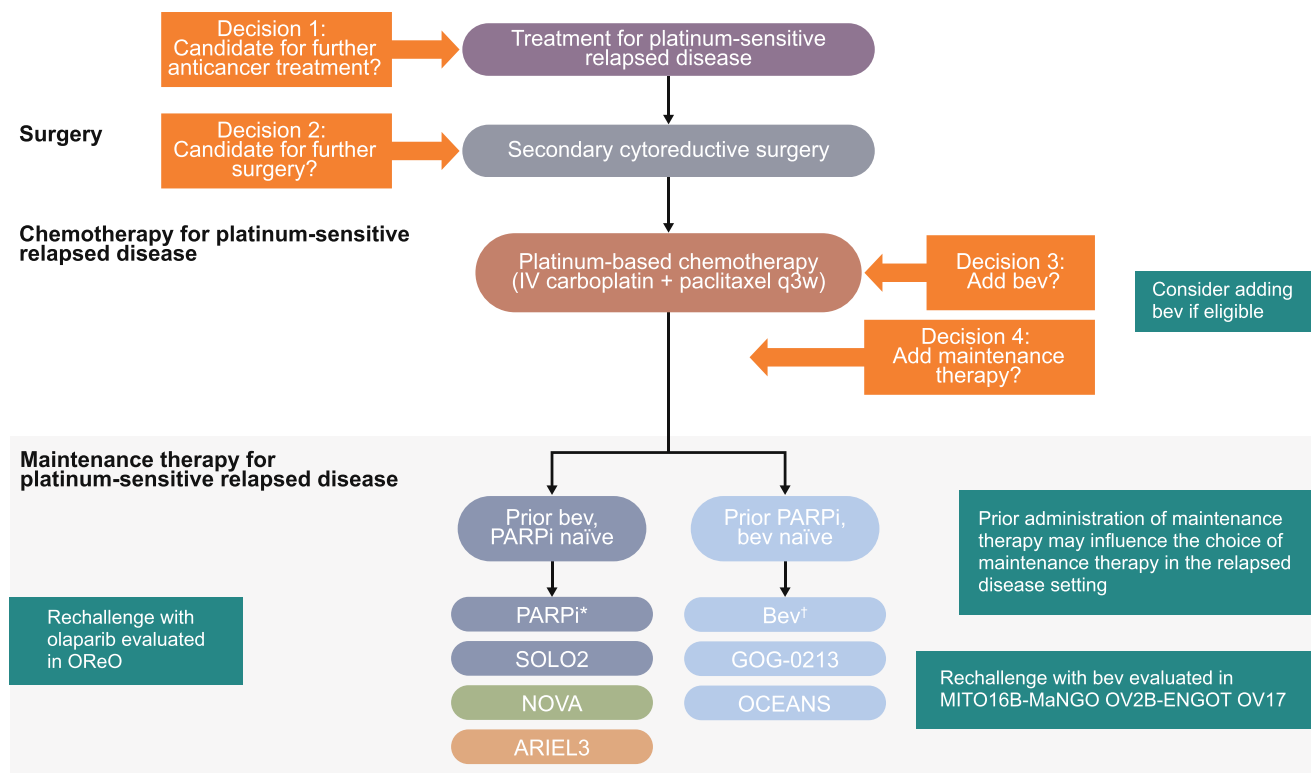 Decision 1:
Candidate for further
anticancer treatment?
Treatment for platinum-sensitive
relapsed disease
Surgery
Decision 2:
Candidate for further
surgery?
Secondary cytoreductive surgery
Chemotherapy for platinum-sensitive
relapsed disease
Platinum-based chemotherapy
(IV carboplatin + paclitaxel q3w)
Decision 3:
Add bev?
Consider adding
bev if eligible
Decision 4:
Add maintenance
therapy?
Maintenance therapy for
platinum-sensitive relapsed disease
Prior bev,
PARPi naïve
Prior PARPi,
bev naïve
Prior administration of maintenance
therapy may influence the choice of
maintenance therapy in the relapsed
disease setting
Rechallenge with
olaparib evaluated
in OReO
PARPi*
SOLO2
NOVA
ARIEL3
Bev†
GOG-0213
OCEANS
Rechallenge with bev evaluated in
MITO16B-MaNGO OV2B-ENGOT OV17